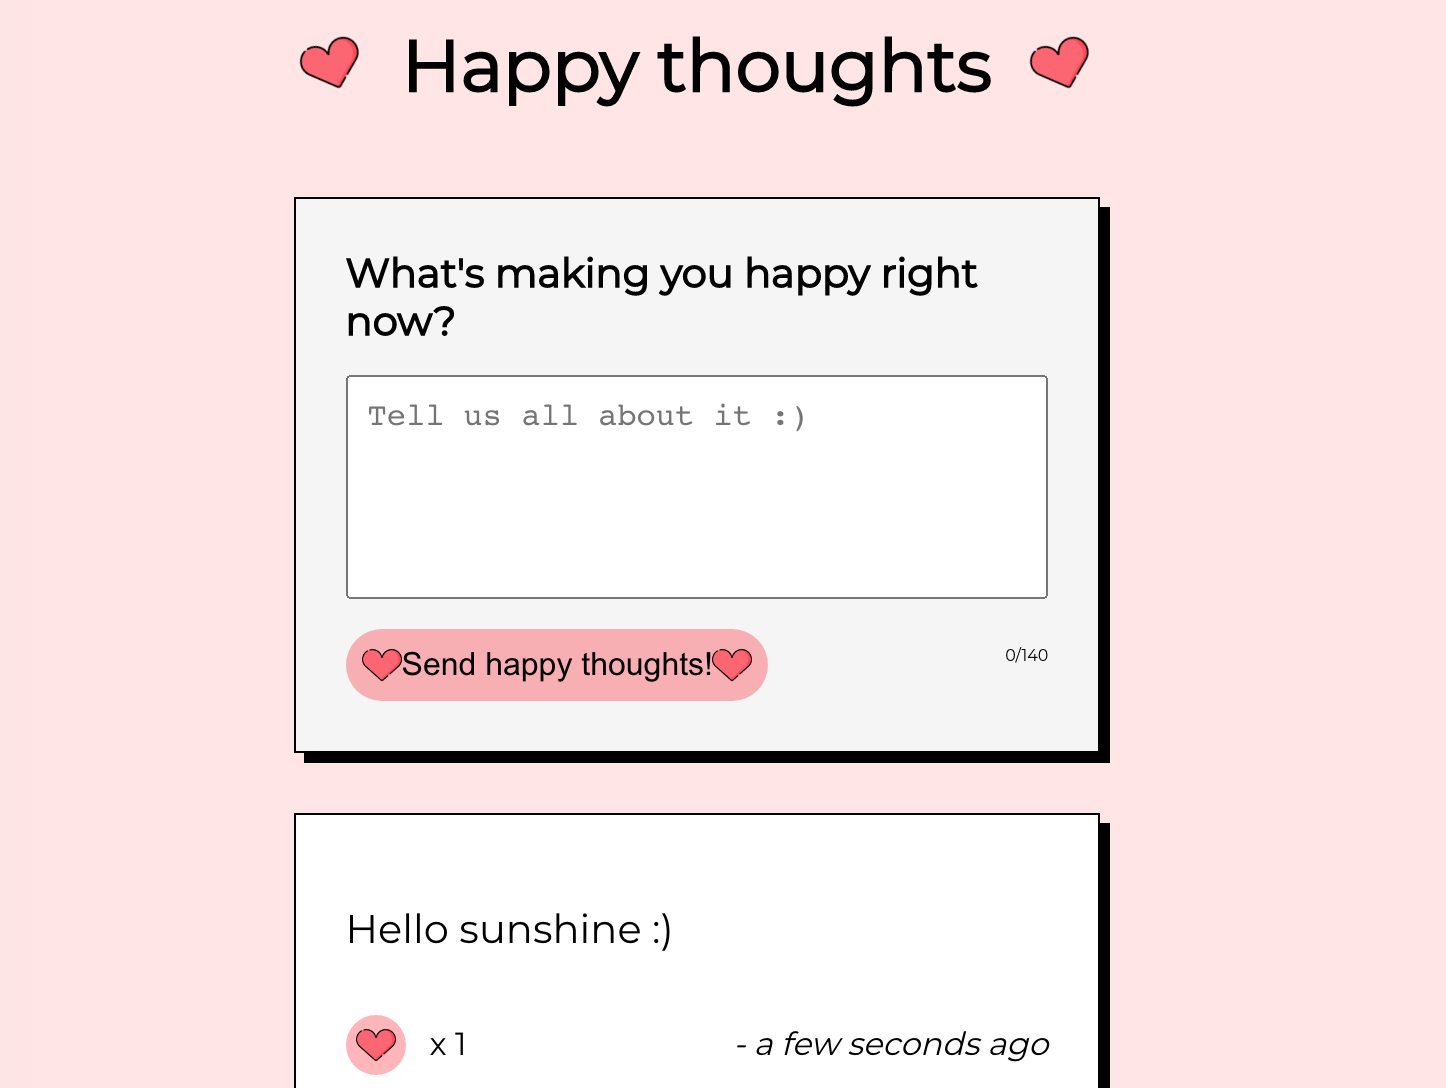 Happy thoughts
What's making you happy right
now?
Tell us all about it :)
Send happy thoughts!
0/140
Hello sunshine :)
x 1
- a few seconds ago